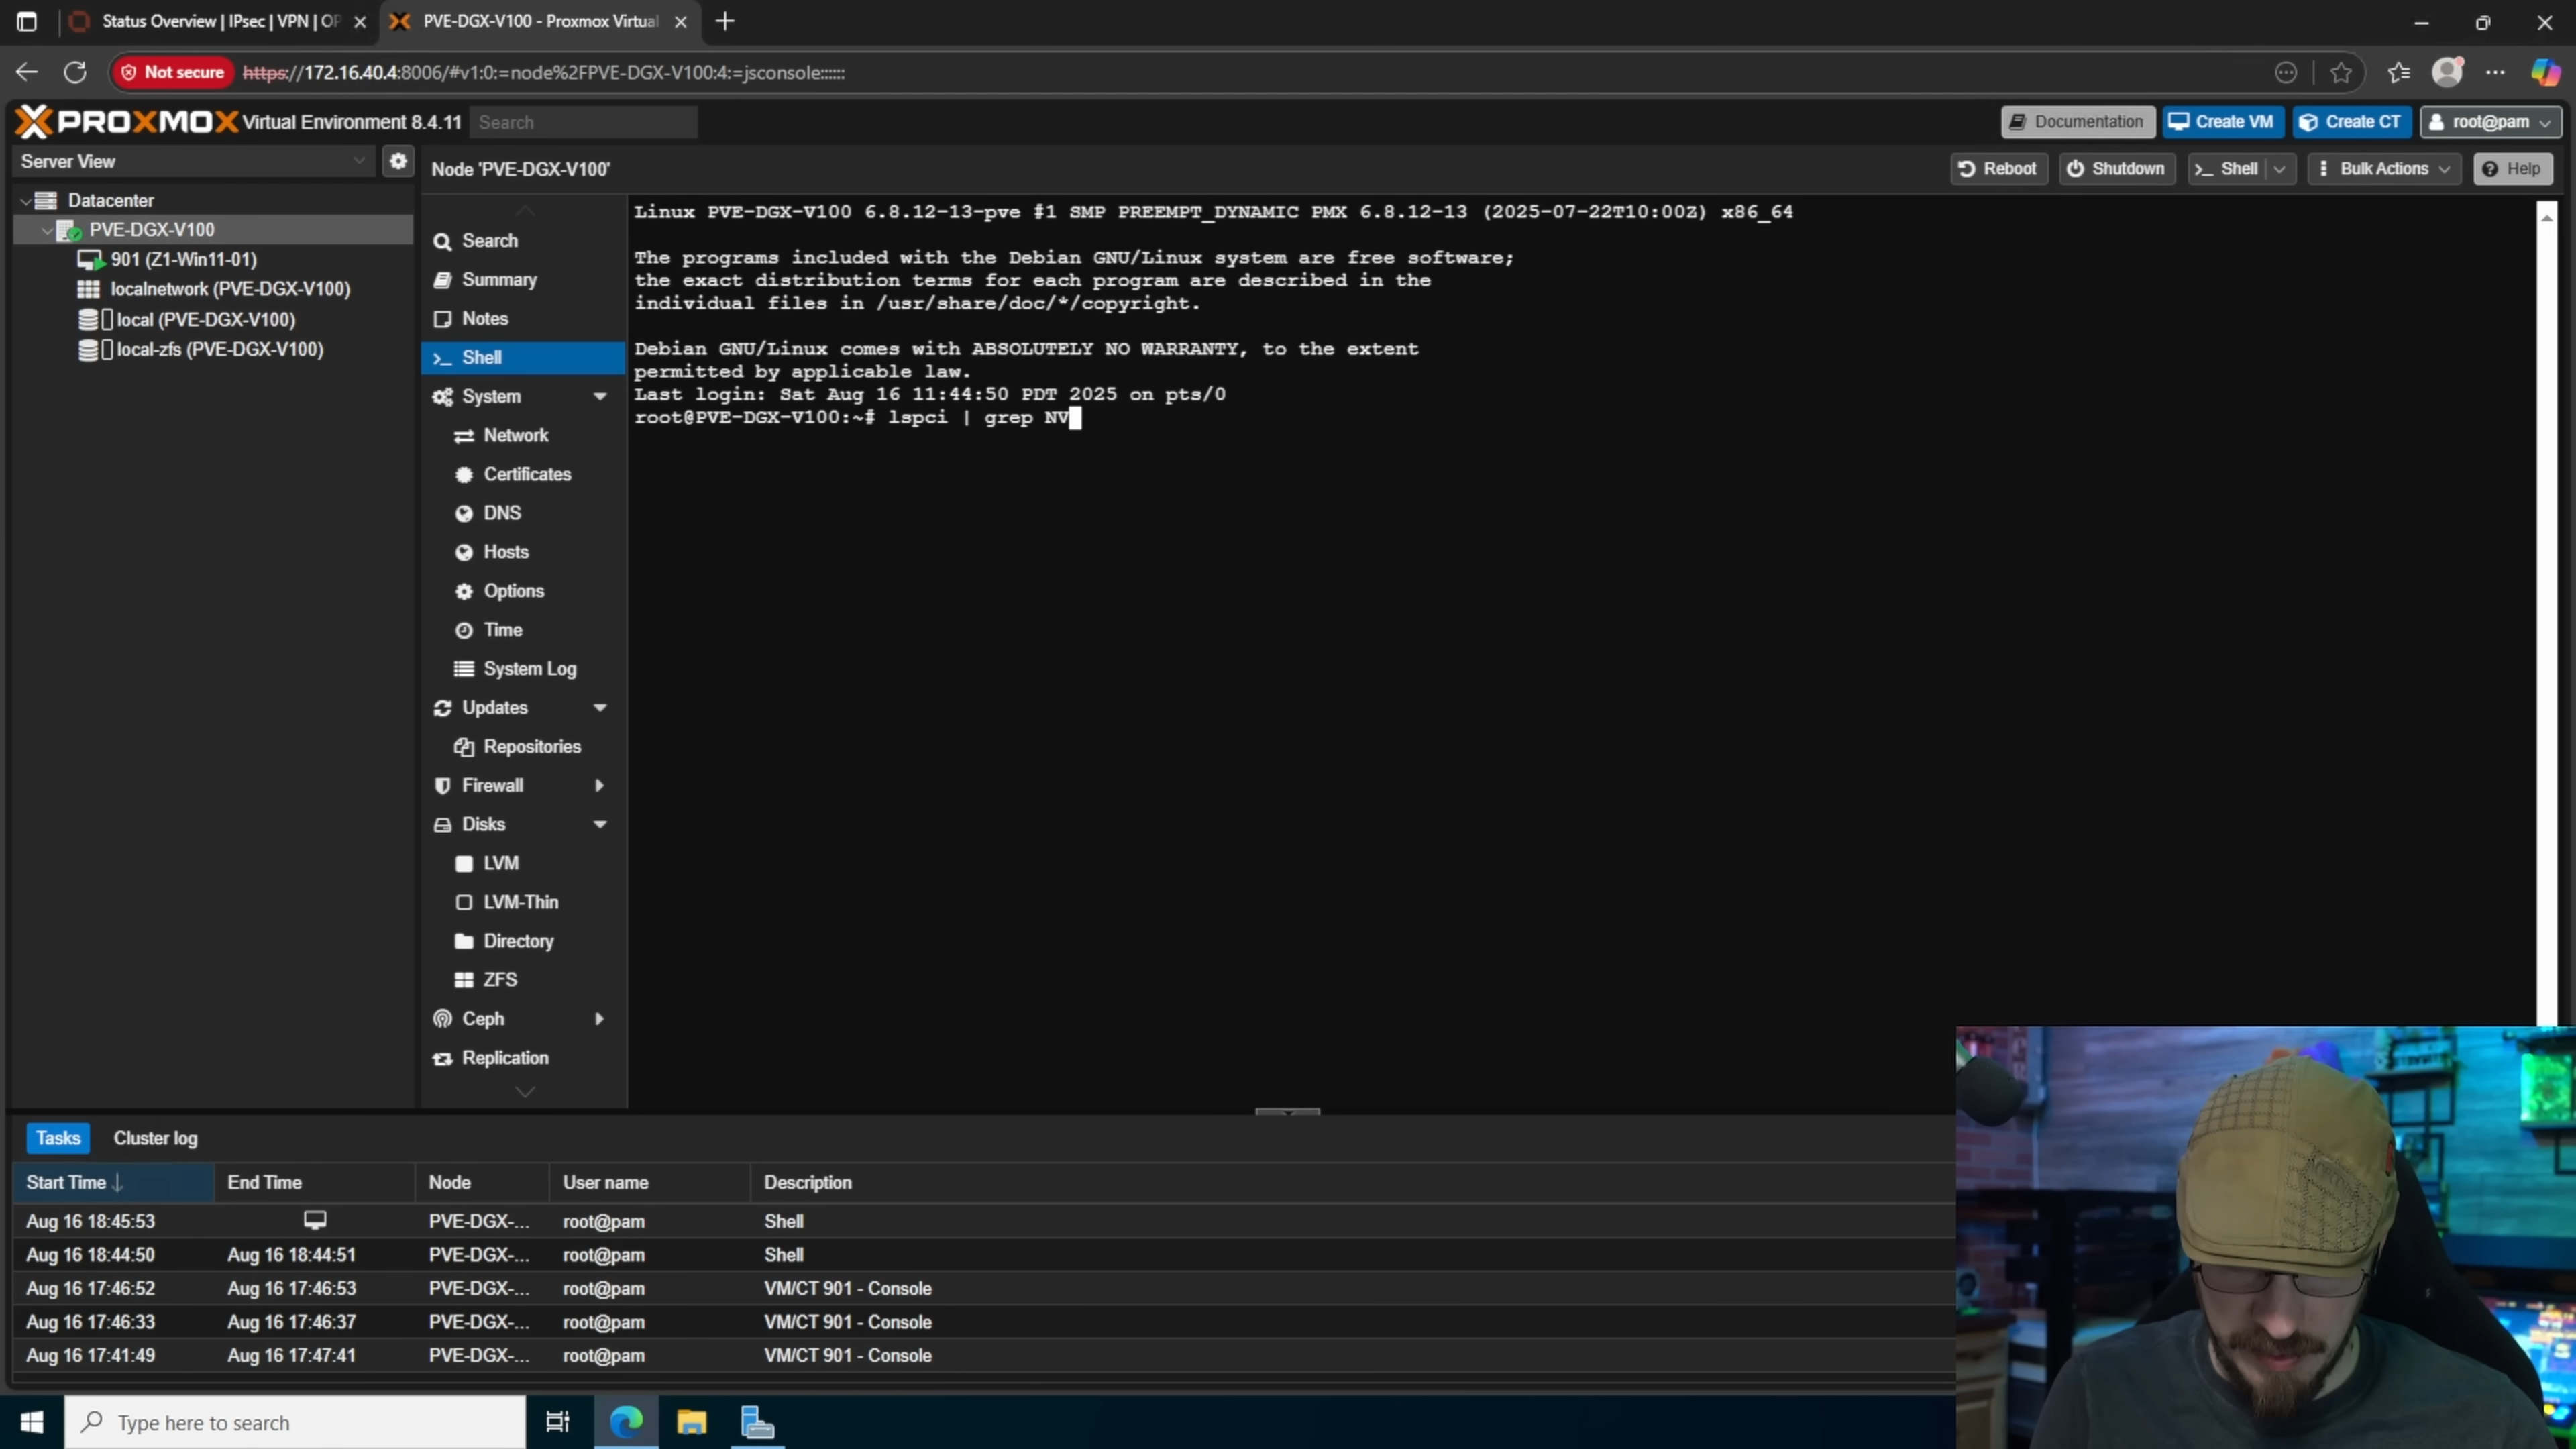 Status Overview | IPsec | VPN | OP
PVE-DGX-V100 - Proxmox Virtual
Not secure
https://172.16.40.4:8006/#v1:0:=node%2FPVE-DGX-V100:4:=jsconsole::::::
PROXMOX Virtual Environment 8.4.11
Search
Documentation
Create VM
Create CT
root@pam
Server View
Node 'PVE-DGX-V100'
Reboot
Shutdown
Shell
Bulk Actions
Help
Datacenter
PVE-DGX-V100
901 (Z1-Win11-01)
localnetwork (PVE-DGX-V100)
local (PVE-DGX-V100)
local-zfs (PVE-DGX-V100)
Search
Summary
Notes
Shell
System
Network
Certificates
DNS
Hosts
Options
Time
System Log
Updates
Repositories
Firewall
Disks
LVM
LVM-Thin
Directory
ZFS
Ceph
Replication
Linux PVE-DGX-V100 6.8.12-13-pve #1 SMP PREEMPT_DYNAMIC PMX 6.8.12-13 (2025-07-22T10:00Z) x86_64
The programs included with the Debian GNU/Linux system are free software;
the exact distribution terms for each program are described in the
individual files in /usr/share/doc/*/copyright.
Debian GNU/Linux comes with ABSOLUTELY NO WARRANTY, to the extent
permitted by applicable law.
Last login: Sat Aug 16 11:44:50 PDT 2025 on pts/0
root@PVE-DGX-V100:~# lspci | grep NV
Tasks
Cluster log
Start Time End Time Node User name Description
Aug 16 18:45:53 PVE-DGX-... root@pam Shell
Aug 16 18:44:50 Aug 16 18:44:51 PVE-DGX-... root@pam Shell
Aug 16 17:46:52 Aug 16 17:46:53 PVE-DGX-... root@pam VM/CT 901 - Console
Aug 16 17:46:33 Aug 16 17:46:37 PVE-DGX-... root@pam VM/CT 901 - Console
Aug 16 17:41:49 Aug 16 17:47:41 PVE-DGX-... root@pam VM/CT 901 - Console
Type here to search